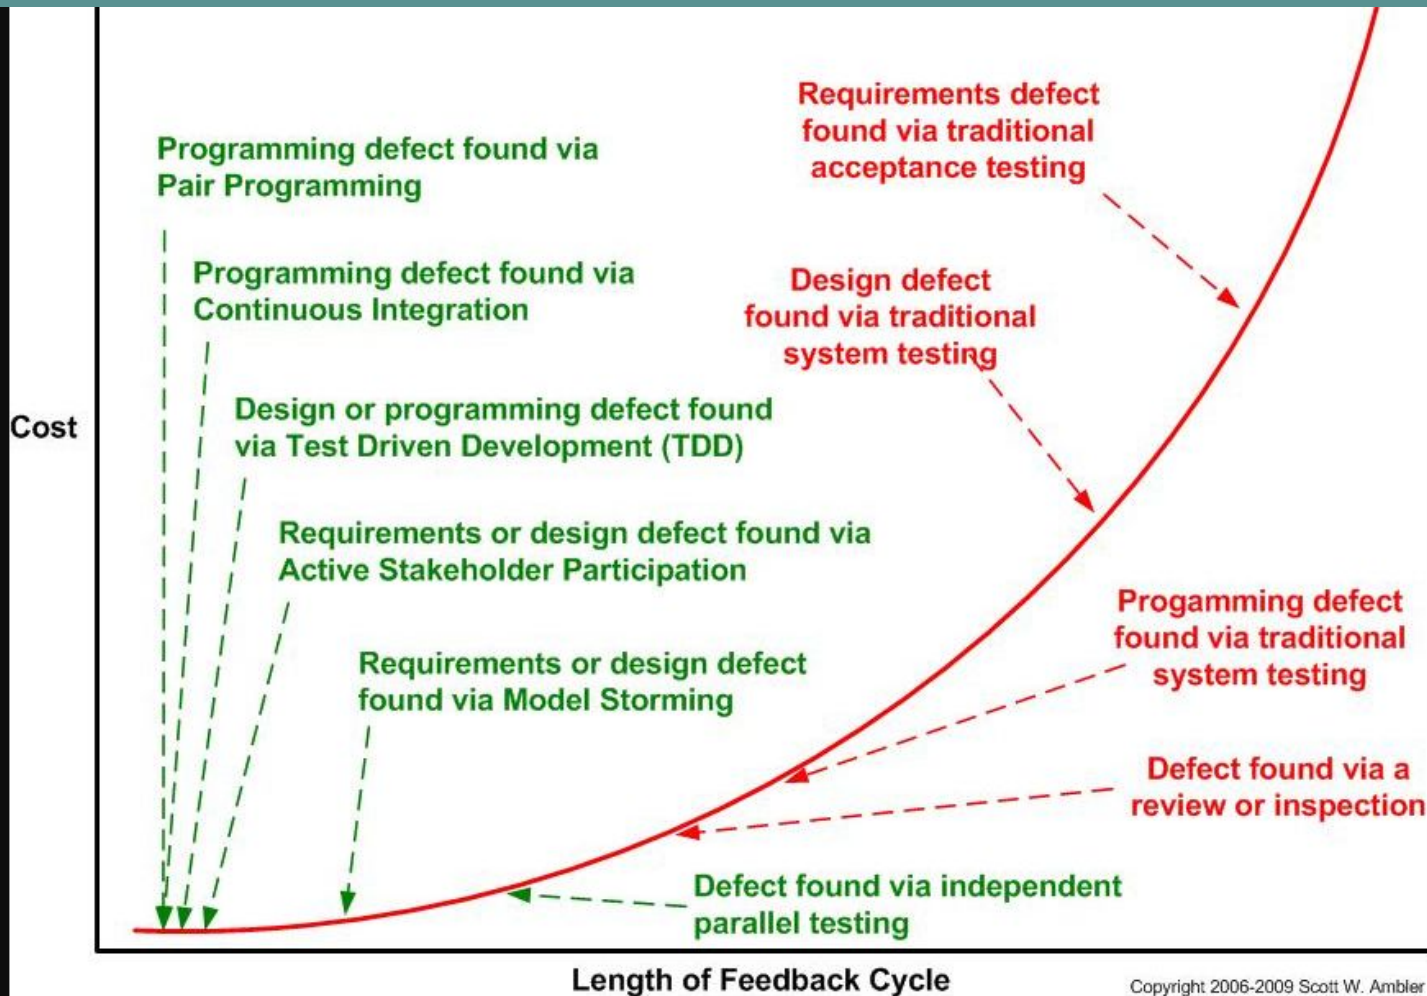 Programming defect found via
Pair Programming
Programming defect found via
Continuous Integration
Design or programming defect found
via Test Driven Development (TDD)
Requirements or design defect found via
Active Stakeholder Participation
Requirements or design defect
found via Model Storming
Defect found via independent
parallel testing
Requirements defect
found via traditional
acceptance testing
Design defect
found via traditional
system testing
Progamming defect
found via traditional
system testing
Defect found via a
review or inspection
Cost
Length of Feedback Cycle
Copyright 2006-2009 Scott W. Ambler